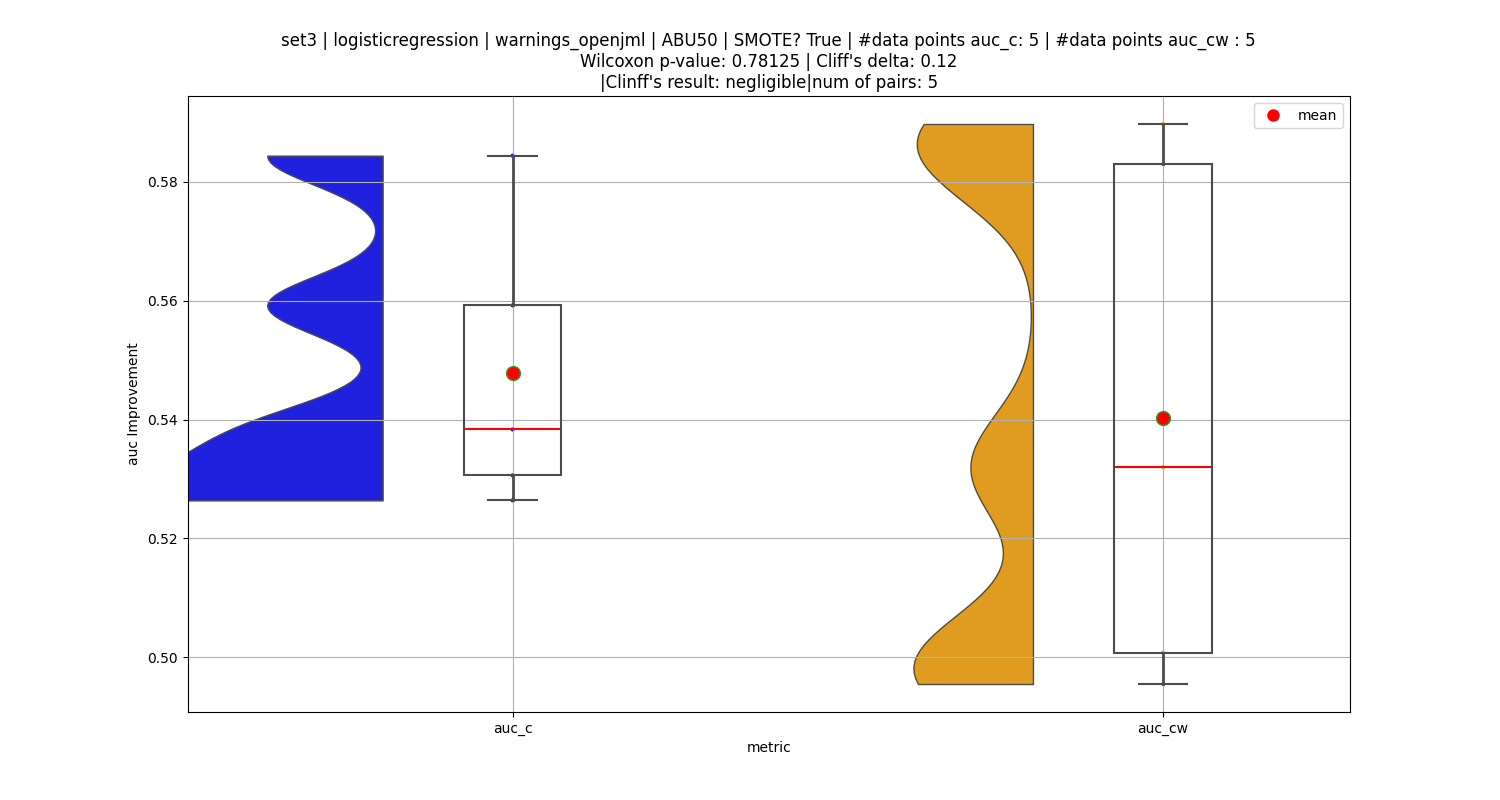 set3 | logisticregression | warnings_openjml | ABU50 | SMOTE? True | #data points auc_c: 5 | #data points auc_cw : 5
Wilcoxon p-value: 0.78125 | Cliff's delta: 0.12
|Clinff's result: negligible|num of pairs: 5
mean
0.58
0.56
0.54
0.52
0.50
auc Improvement
auc_c
auc_cw
metric